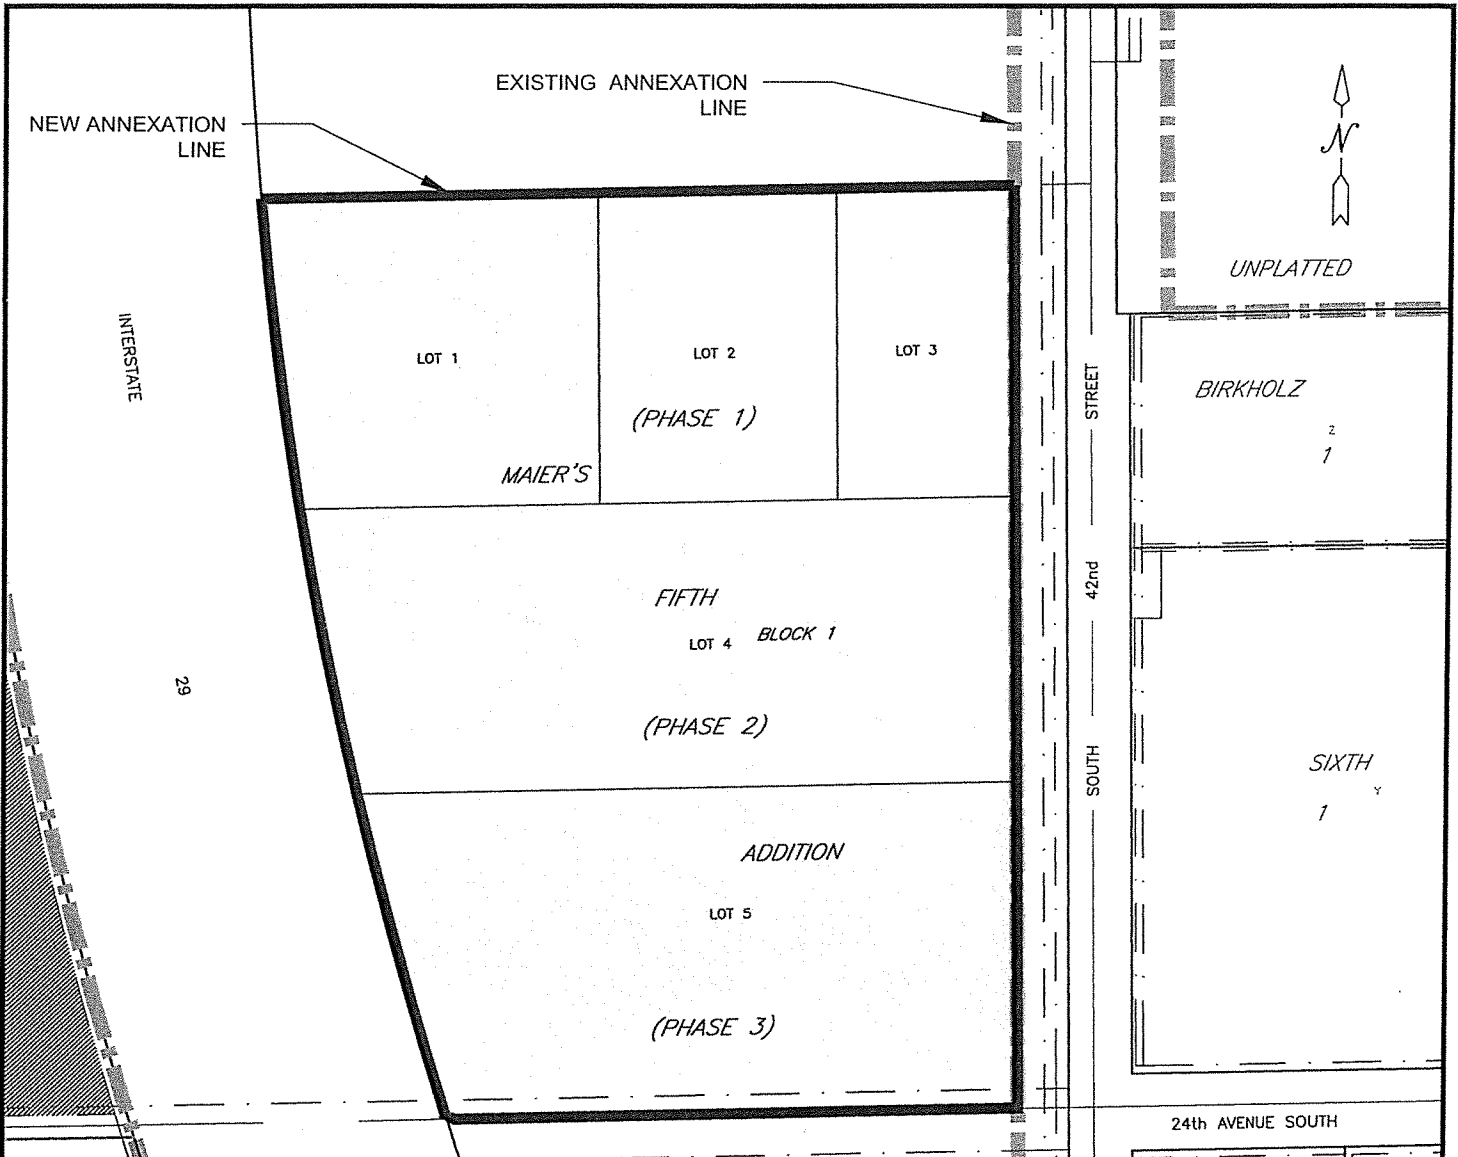 EXISTING ANNEXATION
LINE
NEW ANNEXATION
LINE
N
UNPLATTED
INTERSTATE
29
LOT 1
LOT 2
LOT 3
(PHASE 1)
MAIER'S
FIFTH
LOT 4
BLOCK 1
(PHASE 2)
ADDITION
LOT 5
(PHASE 3)
STREET
42nd
SOUTH
BIRKHOLZ
2
1
SIXTH
Y
1
24th AVENUE SOUTH